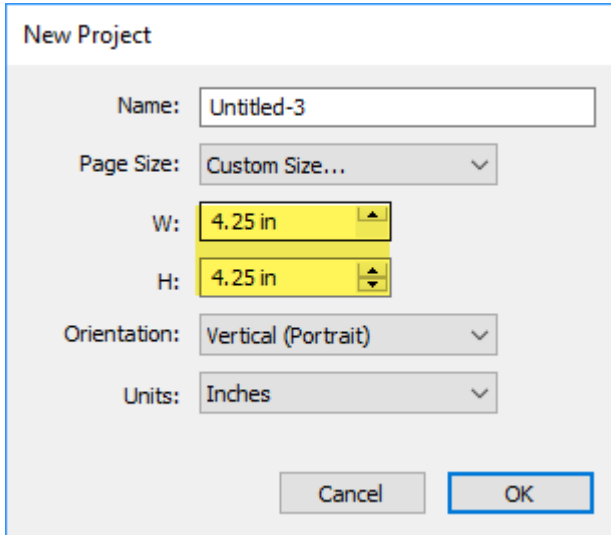 New Project
Name: Untitled-3
Page Size: Custom Size...
W: 4.25 in
H: 4.25 in
Orientation: Vertical (Portrait)
Units: Inches
Cancel OK